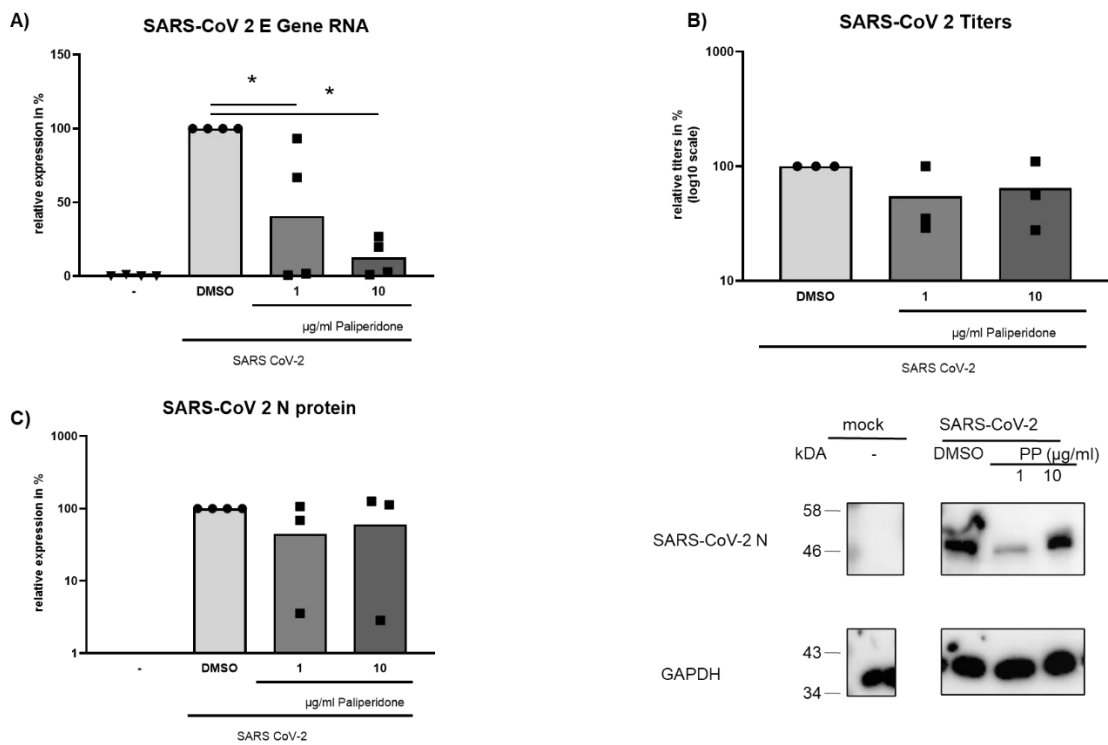 A)
SARS-CoV 2 E Gene RNA
relative expression in %
150
100
50
0
* 
*
- DMSO 1 10
µg/ml Paliperidone
SARS CoV-2
B)
SARS-CoV 2 Titers
relative titers in %
(log10 scale)
1000
100
10
DMSO 1 10
µg/ml Paliperidone
SARS CoV-2
C)
SARS-CoV 2 N protein
relative expression in %
1000
100
10
1
- DMSO 1 10
µg/ml Paliperidone
SARS CoV-2
mock SARS-CoV-2
kDA - DMSO PP (µg/ml)
1 10
58
SARS-CoV-2 N
46
43
GAPDH
34